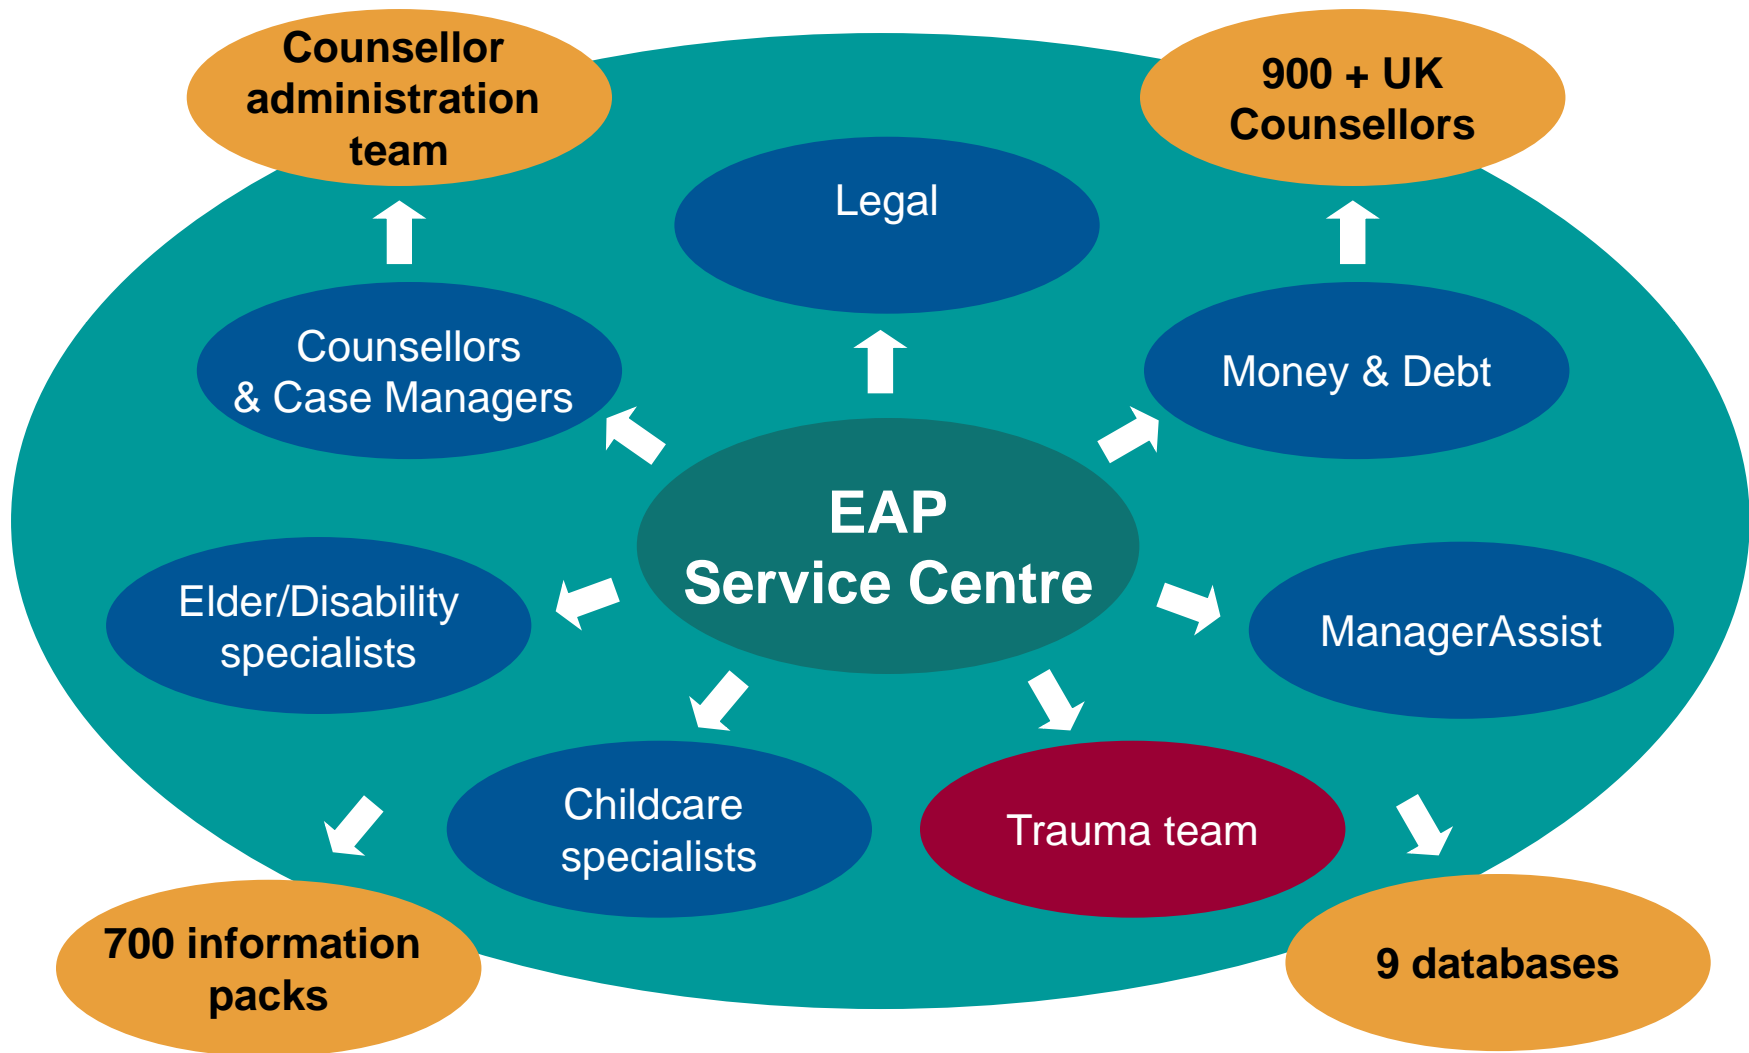 Counsellor
administration
team
900 + UK
Counsellors
Legal
Counsellors
& Case Managers
Money & Debt
EAP
Service Centre
Elder/Disability
specialists
ManagerAssist
Childcare
specialists
Trauma team
700 information
packs
9 databases